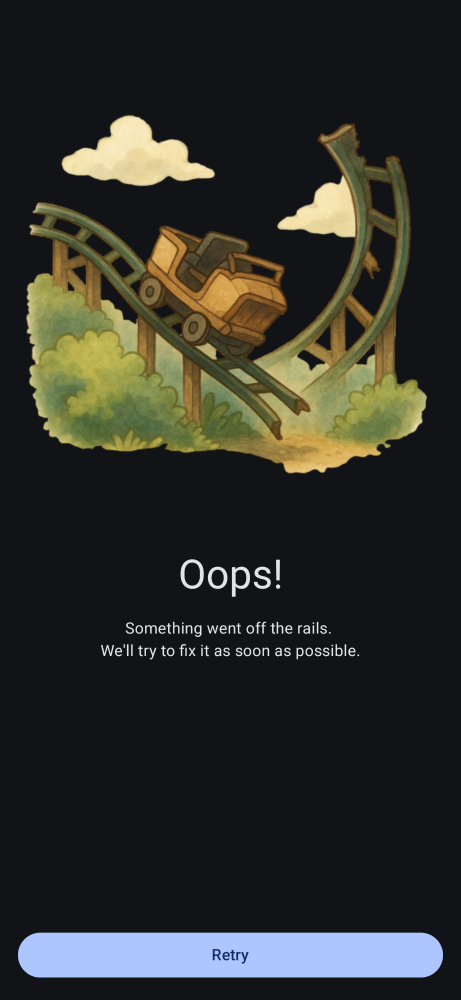 Oops!
Something went off the rails.
We'll try to fix it as soon as possible.
Retry